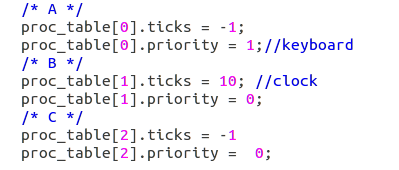 /* A */
proc_table[0].ticks = -1;
proc_table[0].priority = 1;//keyboard
/* B */
proc_table[1].ticks = 10; //clock
proc_table[1].priority = 0;
/* C */
proc_table[2].ticks = -1
proc_table[2].priority =  0;